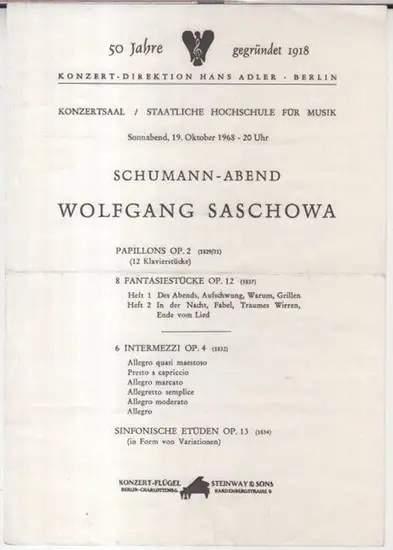 50 Jahre gegründet 1918
KONZERT-DIREKTION HANS ADLER · BERLIN
KONZERTSAAL / STAATLICHE HOCHSCHULE FÜR MUSIK
Sonnabend, 19. Oktober 1968 - 20 Uhr
SCHUMANN-ABEND
WOLFGANG SASCHOWA
PAPILLONS OP. 2 (1829/31)
(12 Klavierstücke)
8 FANTASIESTÜCKE OP. 12 (1837)
Heft 1 Des Abends, Aufschwung, Warum, Grillen
Heft 2 In der Nacht, Fabel, Traumes Wirren,
Ende vom Lied
6 INTERMEZZI OP. 4 (1832)
Allegro quasi maestoso
Presto a capriccio
Allegro marcato
Allegretto semplice
Allegro moderato
Allegro
SINFONISCHE ETÜDEN OP. 13 (1834)
(in Form von Variationen)
KONZERT-FLÜGEL STEINWAY & SONS
BERLIN-CHARLOTTENBG. HARDENBERGSTRASSE 9